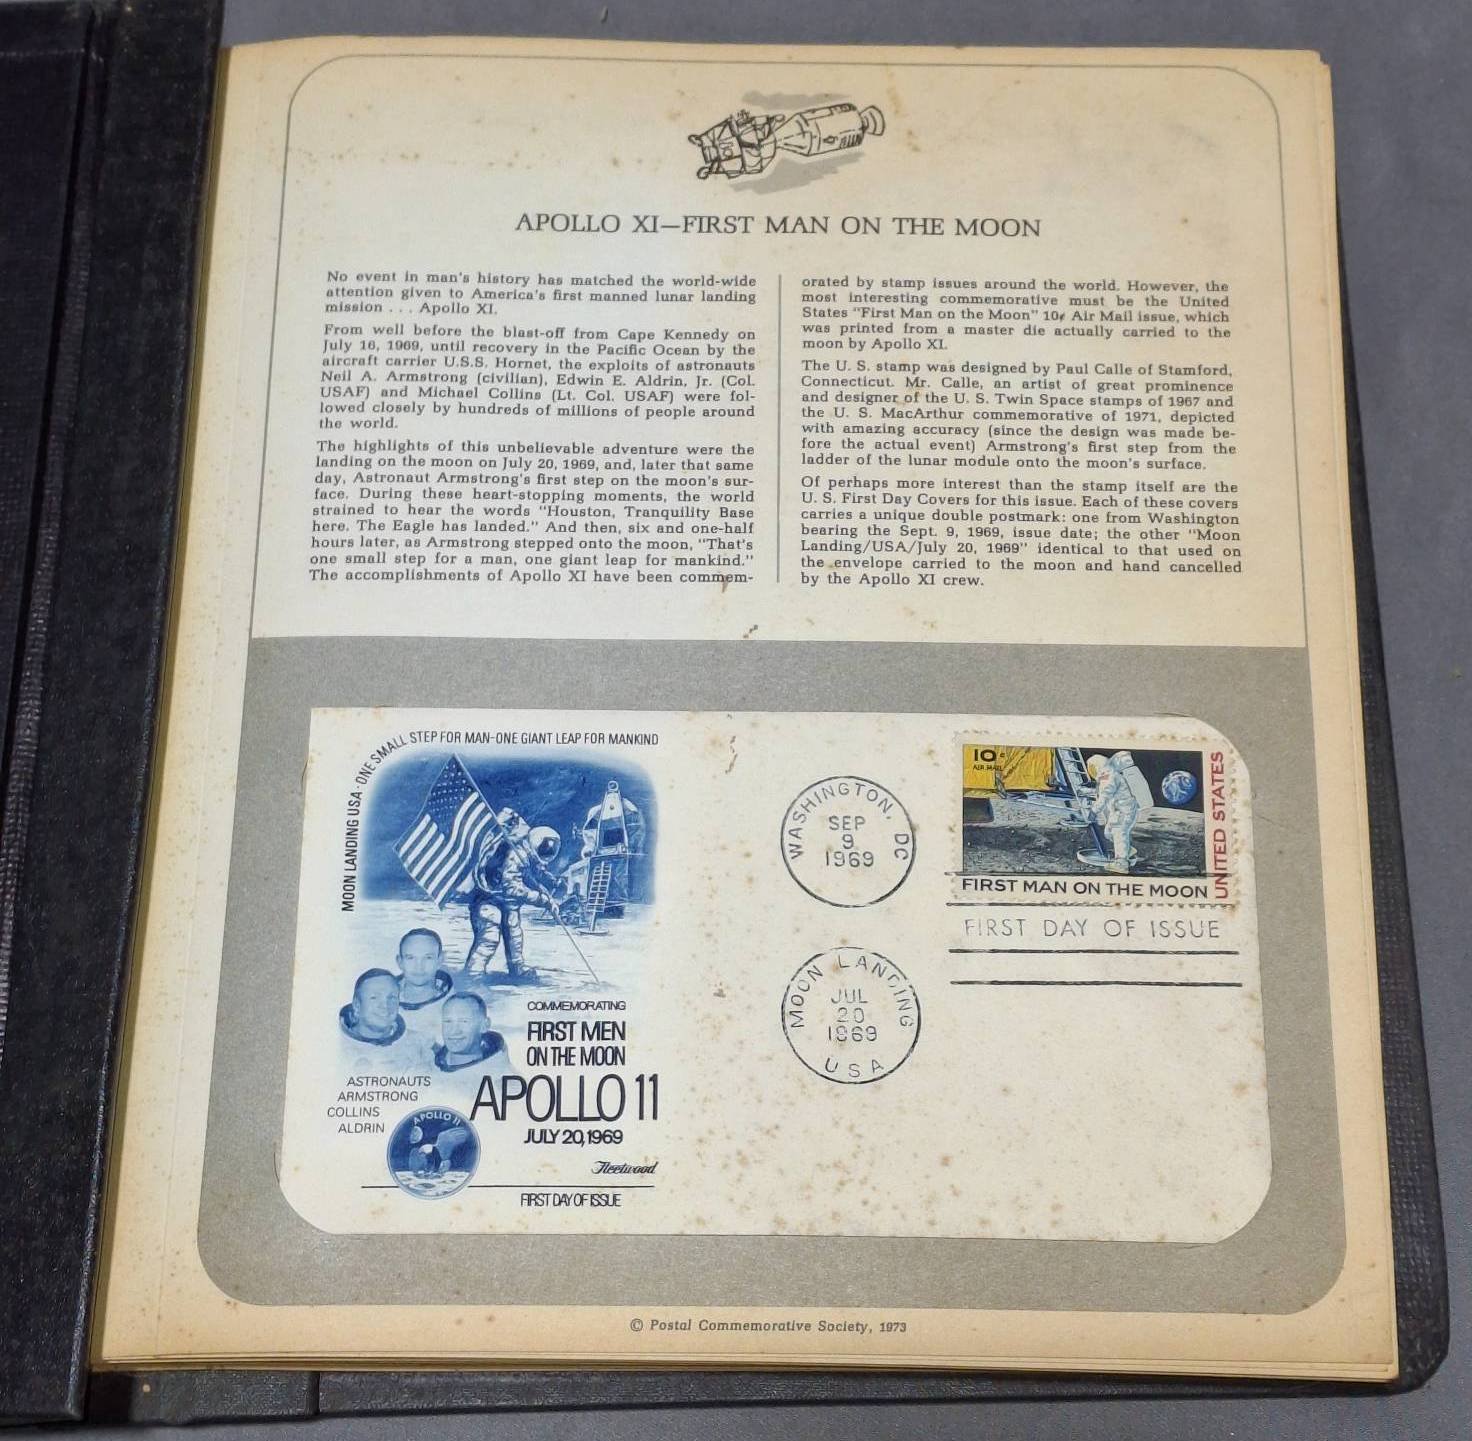 APOLLO XI—FIRST MAN ON THE MOON
No event in man's history has matched the world-wide
attention given to America's first manned lunar landing
mission . . . Apollo XI.
From well before the blast-off from Cape Kennedy on
July 16, 1969, until recovery in the Pacific Ocean by the
aircraft carrier U.S.S. Hornet, the exploits of astronauts
Neil A. Armstrong (civilian), Edwin E. Aldrin, Jr. (Col.
USAF) and Michael Collins (Lt. Col. USAF) were fol-
lowed closely by hundreds of millions of people around
the world.
The highlights of this unbelievable adventure were the
landing on the moon on July 20, 1969, and, later that same
day, Astronaut Armstrong's first step on the moon's sur-
face. During these heart-stopping moments, the world
strained to hear the words "Houston, Tranquility Base
here. The Eagle has landed." And then, six and one-half
hours later, as Armstrong stepped onto the moon, "That's
one small step for a man, one giant leap for mankind."
The accomplishments of Apollo XI have been commem-
orated by stamp issues around the world. However, the
most interesting commemorative must be the United
States "First Man on the Moon" 10¢ Air Mail issue, which
was printed from a master die actually carried to the
moon by Apollo XI.
The U. S. stamp was designed by Paul Calle of Stamford,
Connecticut. Mr. Calle, an artist of great prominence
and designer of the U. S. Twin Space stamps of 1967 and
the U. S. MacArthur commemorative of 1971, depicted
with amazing accuracy (since the design was made be-
fore the actual event) Armstrong's first step from the
ladder of the lunar module onto the moon's surface.
Of perhaps more interest than the stamp itself are the
U. S. First Day Covers for this issue. Each of these covers
carries a unique double postmark: one from Washington
bearing the Sept. 9, 1969, issue date; the other "Moon
Landing/USA/July 20, 1969" identical to that used on
the envelope carried to the moon and hand cancelled
by the Apollo XI crew.
MOON LANDING USA · ONE SMALL STEP FOR MAN-ONE GIANT LEAP FOR MANKIND
COMMEMORATING
FIRST MEN
ON THE MOON
APOLLO 11
JULY 20, 1969
ASTRONAUTS
ARMSTRONG
COLLINS
ALDRIN
APOLLO 11
Fleetwood
FIRST DAY OF ISSUE
WASHINGTON, DC
SEP
9
1969
MOON LANDING
JUL
20
1969
USA
10¢
AIR MAIL
UNITED STATES
FIRST MAN ON THE MOON
FIRST DAY OF ISSUE
© Postal Commemorative Society, 1973